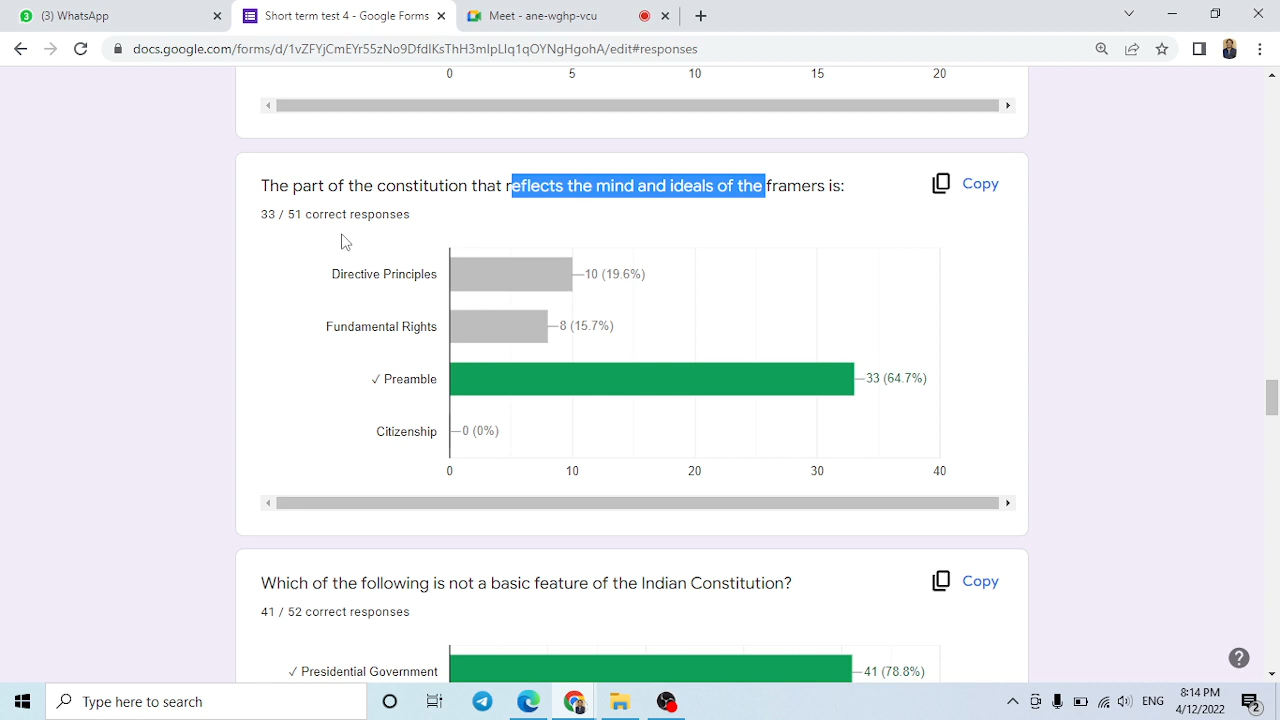 3
(3) WhatsApp
Short term test 4 - Google Forms
Meet - ane-wghp-vcu
docs.google.com/forms/d/1vZFYjCmEYr55zNo9DfdlKsThH3mlpLlq1qOYNgHgohA/edit#responses
0 5 10 15 20
The part of the constitution that reflects the mind and ideals of the framers is:
Copy
33 / 51 correct responses
Directive Principles
10 (19.6%)
Fundamental Rights
8 (15.7%)
✓ Preamble
33 (64.7%)
Citizenship
0 (0%)
0 10 20 30 40
Which of the following is not a basic feature of the Indian Constitution?
Copy
41 / 52 correct responses
✓ Presidential Government
41 (78.8%)
Type here to search
ENG
8:14 PM
4/12/2022
2